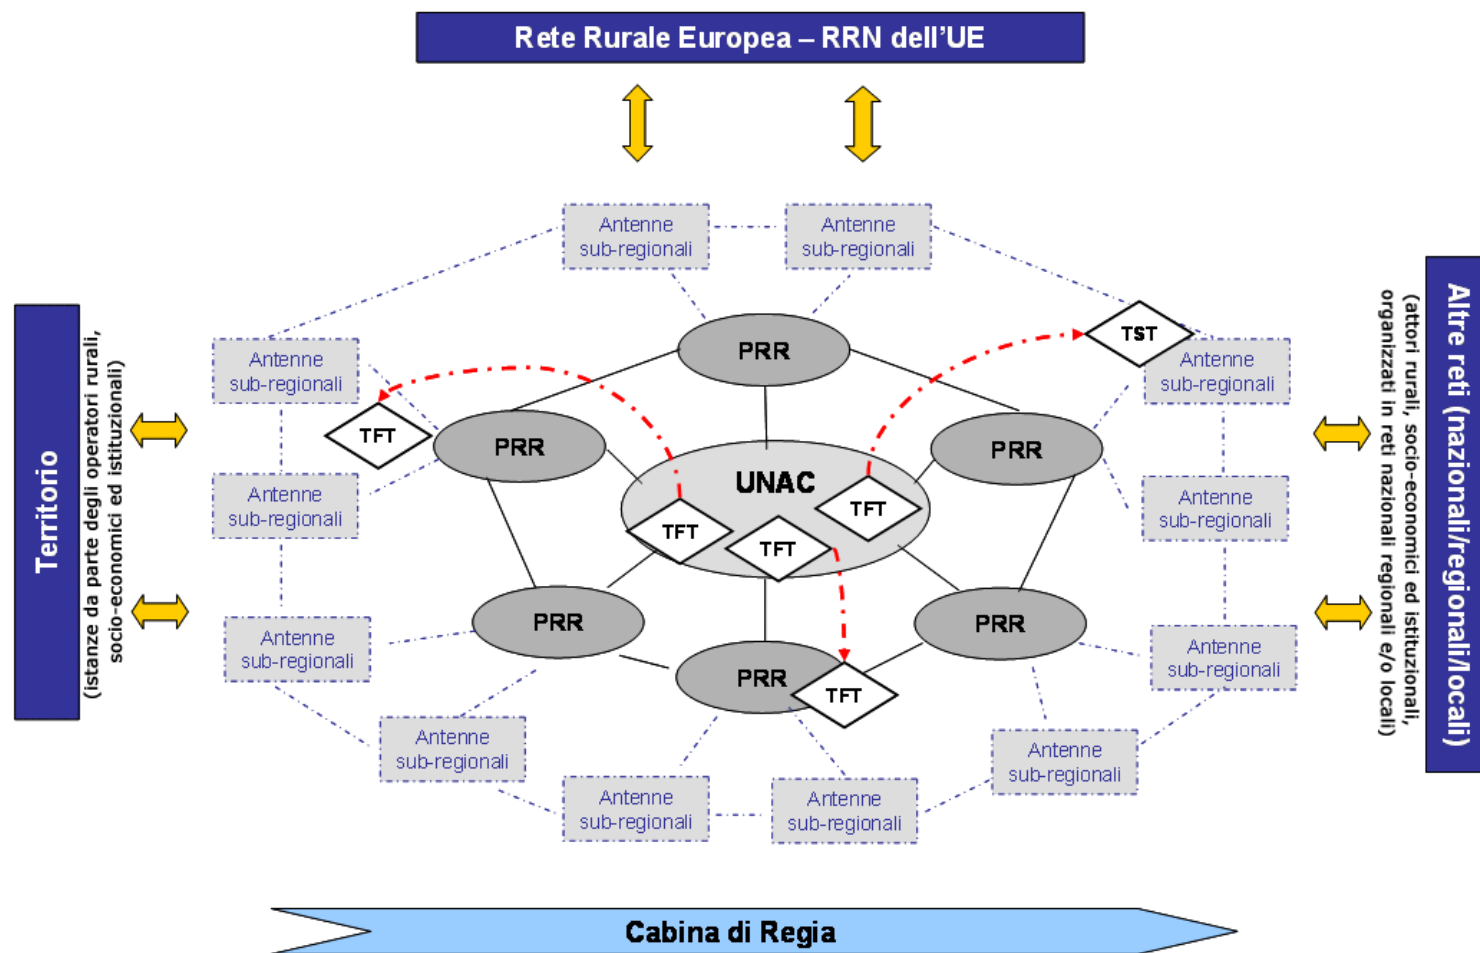 Rete Rurale Europea – RRN dell'UE
Antenne
sub-regionali
Antenne
sub-regionali
Territorio
(istanze da parte degli operatori rurali,
socio-economici ed istituzionali)
Altre reti (nazionali/regionali/locali)
(attori rurali, socio-economici ed istituzionali,
organizzati in reti nazionali regionali e/o locali)
TST
PRR
Antenne
sub-regionali
Antenne
sub-regionali
TFT
PRR
PRR
UNAC
Antenne
sub-regionali
Antenne
sub-regionali
TFT
TFT
TFT
PRR
PRR
Antenne
sub-regionali
Antenne
sub-regionali
PRR
TFT
Antenne
sub-regionali
Antenne
sub-regionali
Antenne
sub-regionali
Antenne
sub-regionali
Cabina di Regia